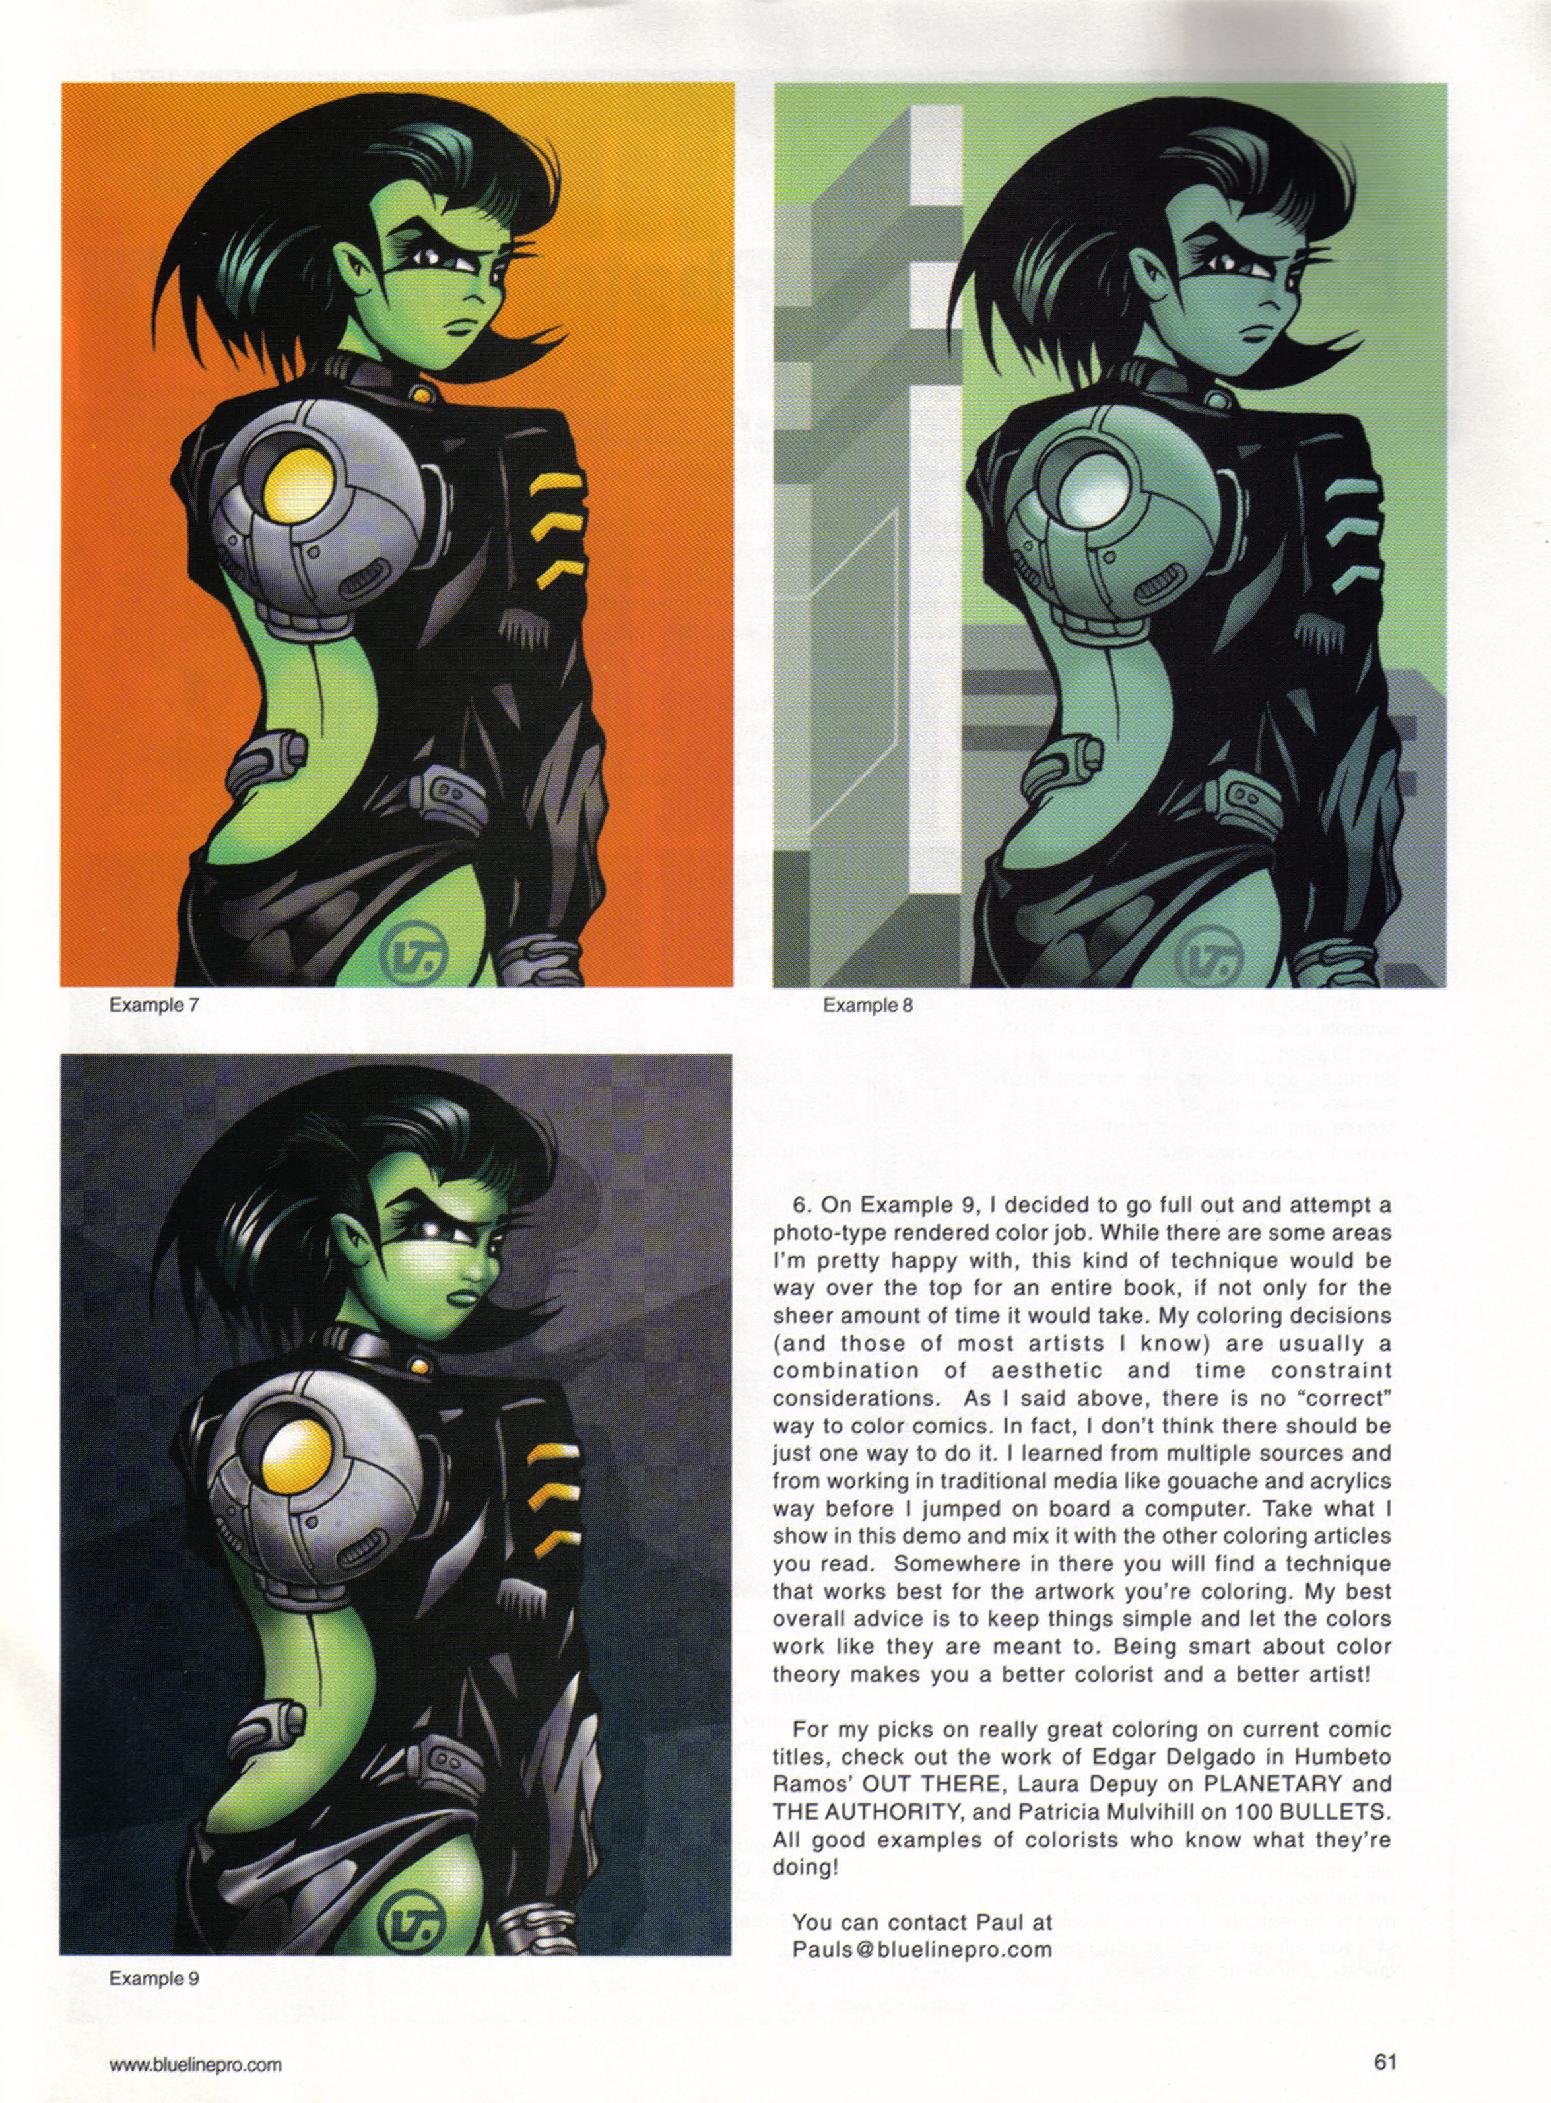 LT.
LT.
Example 7
Example 8
LT.
Example 9
6. On Example 9, I decided to go full out and attempt a
photo-type rendered color job. While there are some areas
I'm pretty happy with, this kind of technique would be
way over the top for an entire book, if not only for the
sheer amount of time it would take. My coloring decisions
(and those of most artists I know) are usually a
combination of aesthetic and time constraint
considerations. As I said above, there is no “correct”
way to color comics. In fact, I don't think there should be
just one way to do it. I learned from multiple sources and
from working in traditional media like gouache and acrylics
way before I jumped on board a computer. Take what I
show in this demo and mix it with the other coloring articles
you read. Somewhere in there you will find a technique
that works best for the artwork you're coloring. My best
overall advice is to keep things simple and let the colors
work like they are meant to. Being smart about color
theory makes you a better colorist and a better artist!
For my picks on really great coloring on current comic
titles, check out the work of Edgar Delgado in Humbeto
Ramos' OUT THERE, Laura Depuy on PLANETARY and
THE AUTHORITY, and Patricia Mulvihill on 100 BULLETS.
All good examples of colorists who know what they're
doing!
You can contact Paul at
Pauls@bluelinepro.com
www.bluelinepro.com
61